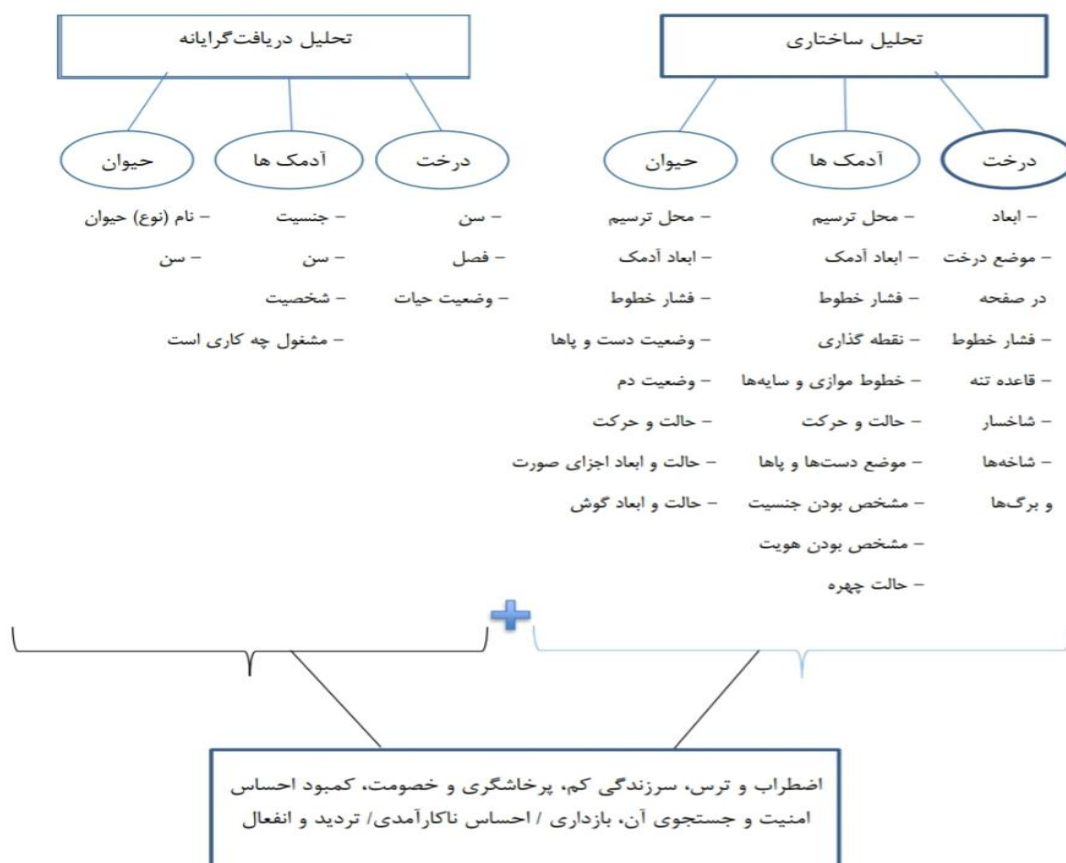 تحلیل ساختاری
تحلیل دریافت‌گرایانه
درخت
آدمک ها
حیوان
درخت
آدمک ها
حیوان
– ابعاد
– موضع درخت
در صفحه
– فشار خطوط
– قاعده تنه
– شاخسار
– شاخه‌ها
و برگ‌ها
– محل ترسیم
– ابعاد آدمک
– فشار خطوط
– نقطه گذاری
– خطوط موازی و سایه‌ها
– حالت و حرکت
– موضع دست‌ها و پاها
– مشخص بودن جنسیت
– مشخص بودن هویت
– حالت چهره
– محل ترسیم
– ابعاد آدمک
– فشار خطوط
– وضعیت دست و پاها
– وضعیت دم
– حالت و حرکت
– حالت و ابعاد اجزای صورت
– حالت و ابعاد گوش
– سن
– فصل
– وضعیت حیات
– جنسیت
– سن
– شخصیت
– مشغول چه کاری است
– نام (نوع) حیوان
– سن
اضطراب و ترس، سرزندگی کم، پرخاشگری و خصومت، کمبود احساس
امنیت و جستجوی آن، بازداری / احساس ناکارآمدی/ تردید و انفعال